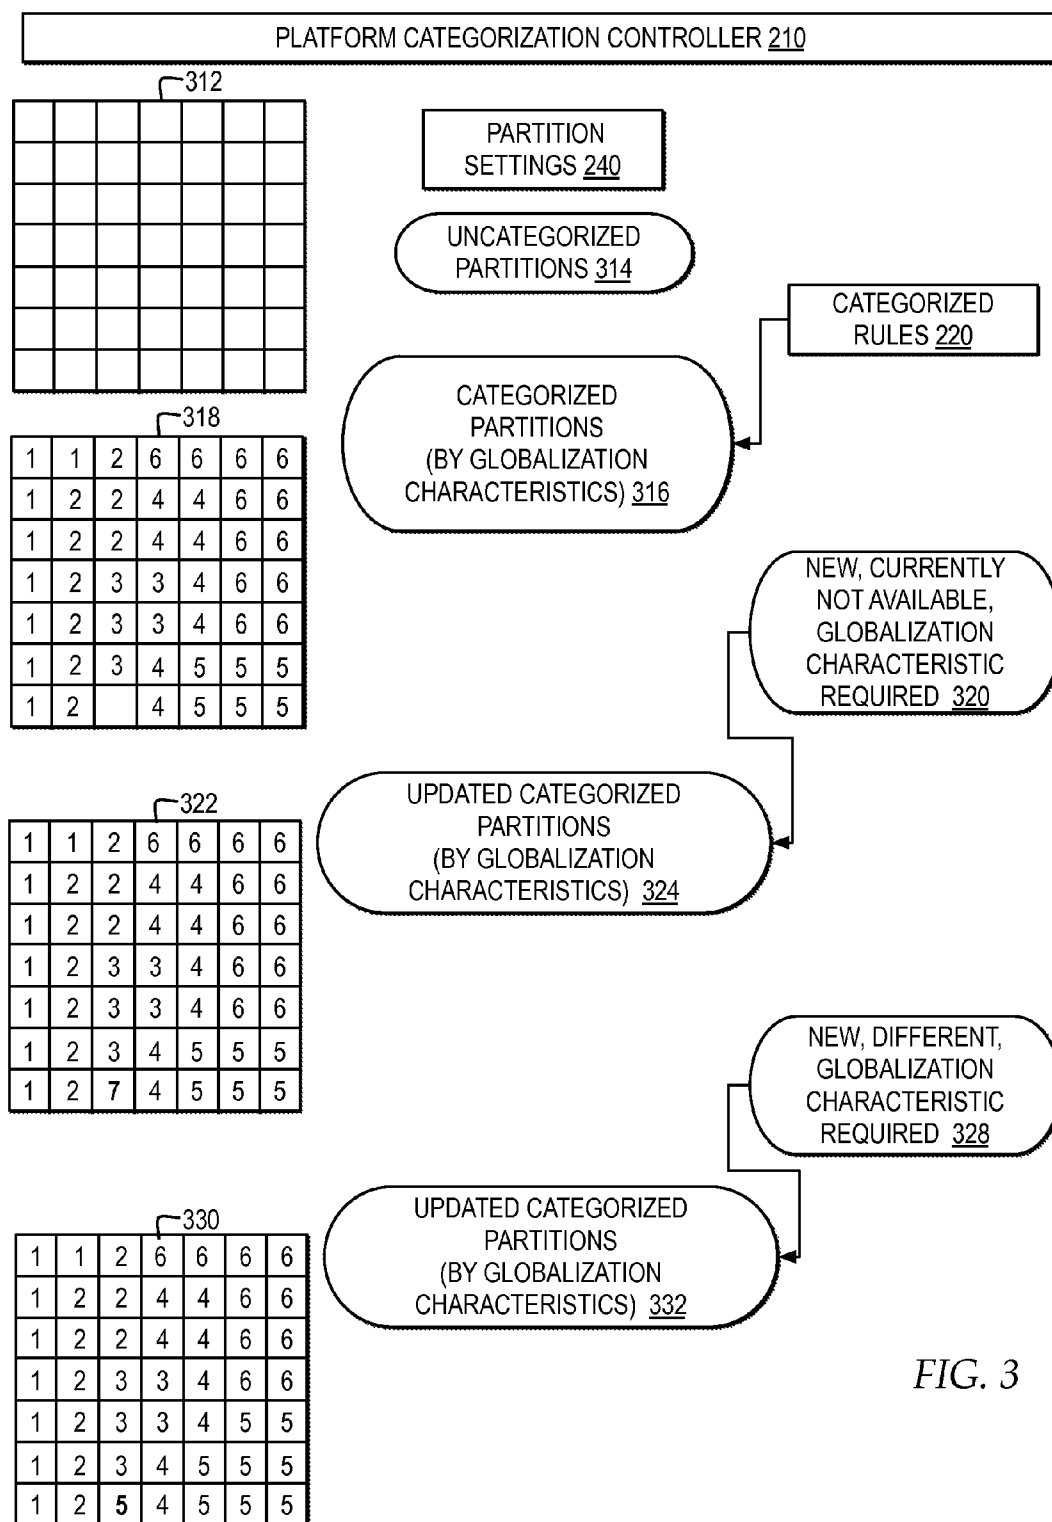 PLATFORM CATEGORIZATION CONTROLLER 210
312
PARTITION
SETTINGS 240
UNCATEGORIZED
PARTITIONS 314
CATEGORIZED
RULES 220
CATEGORIZED
PARTITIONS
(BY GLOBALIZATION
CHARACTERISTICS) 316
318
1 1 2 6 6 6 6
1 2 2 4 4 6 6
1 2 2 4 4 6 6
1 2 3 3 4 6 6
1 2 3 3 4 6 6
1 2 3 4 5 5 5
1 2 4 5 5 5
NEW, CURRENTLY
NOT AVAILABLE,
GLOBALIZATION
CHARACTERISTIC
REQUIRED 320
322
1 1 2 6 6 6 6
1 2 2 4 4 6 6
1 2 2 4 4 6 6
1 2 3 3 4 6 6
1 2 3 3 4 6 6
1 2 3 4 5 5 5
1 2 7 4 5 5 5
UPDATED CATEGORIZED
PARTITIONS
(BY GLOBALIZATION
CHARACTERISTICS) 324
NEW, DIFFERENT,
GLOBALIZATION
CHARACTERISTIC
REQUIRED 328
330
1 1 2 6 6 6 6
1 2 2 4 4 6 6
1 2 2 4 4 6 6
1 2 3 3 4 6 6
1 2 3 3 4 5 5
1 2 3 4 5 5 5
1 2 5 4 5 5 5
UPDATED CATEGORIZED
PARTITIONS
(BY GLOBALIZATION
CHARACTERISTICS) 332
FIG. 3